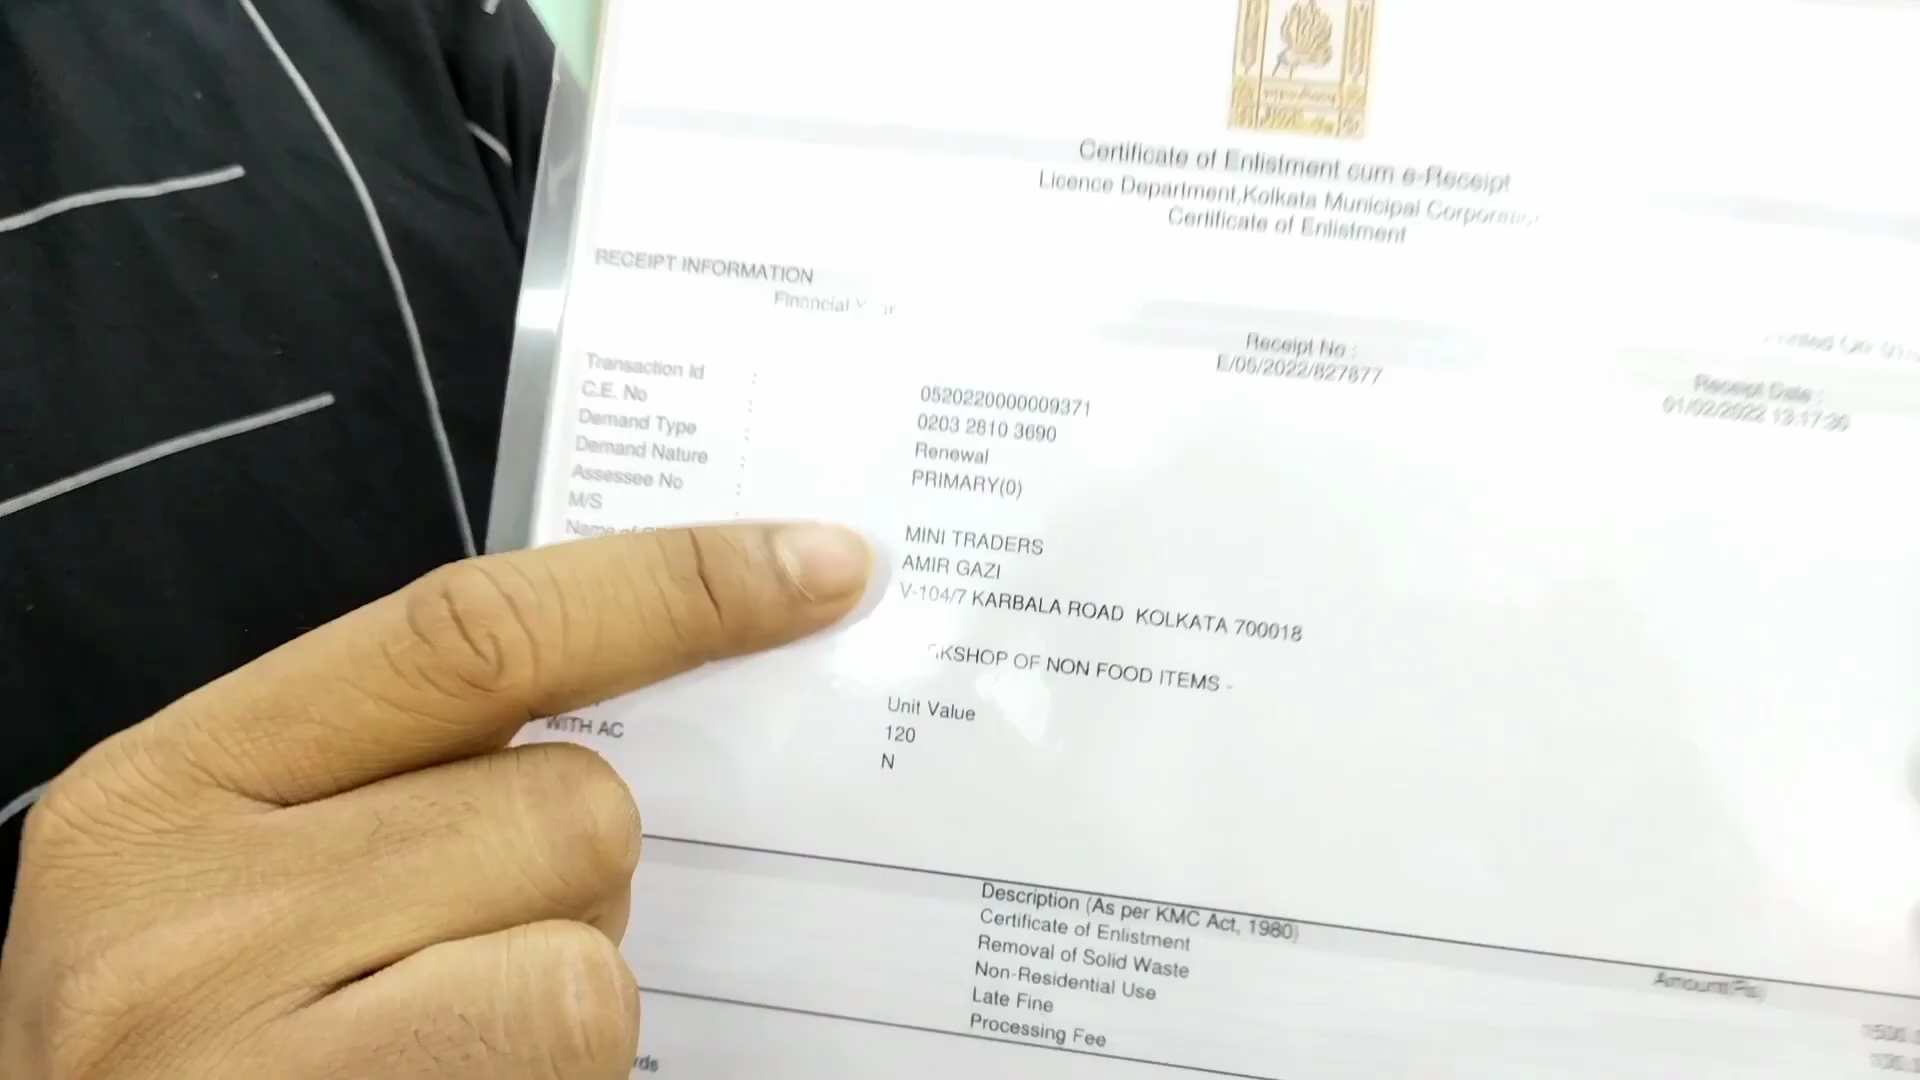 Certificate of Enlistment cum e-Receipt
Licence Department,Kolkata Municipal Corporation
Certificate of Enlistment
RECEIPT INFORMATION
Financial
Receipt No :
E/05/2022/827877
Receipt Date :
01/02/2022 13:17:30
Transaction Id : 0520220000009371
C.E. No : 0203 2810 3690
Demand Type : Renewal
Demand Nature : PRIMARY(0)
Assessee No :
M/S : MINI TRADERS
Name of AMIR GAZI
V-104/7 KARBALA ROAD KOLKATA 700018
KSHOP OF NON FOOD ITEMS -
Unit Value
120
WITH AC N
Description (As per KMC Act, 1980)
Amount(Rs)
Certificate of Enlistment
Removal of Solid Waste
Non-Residential Use
Late Fine
Processing Fee